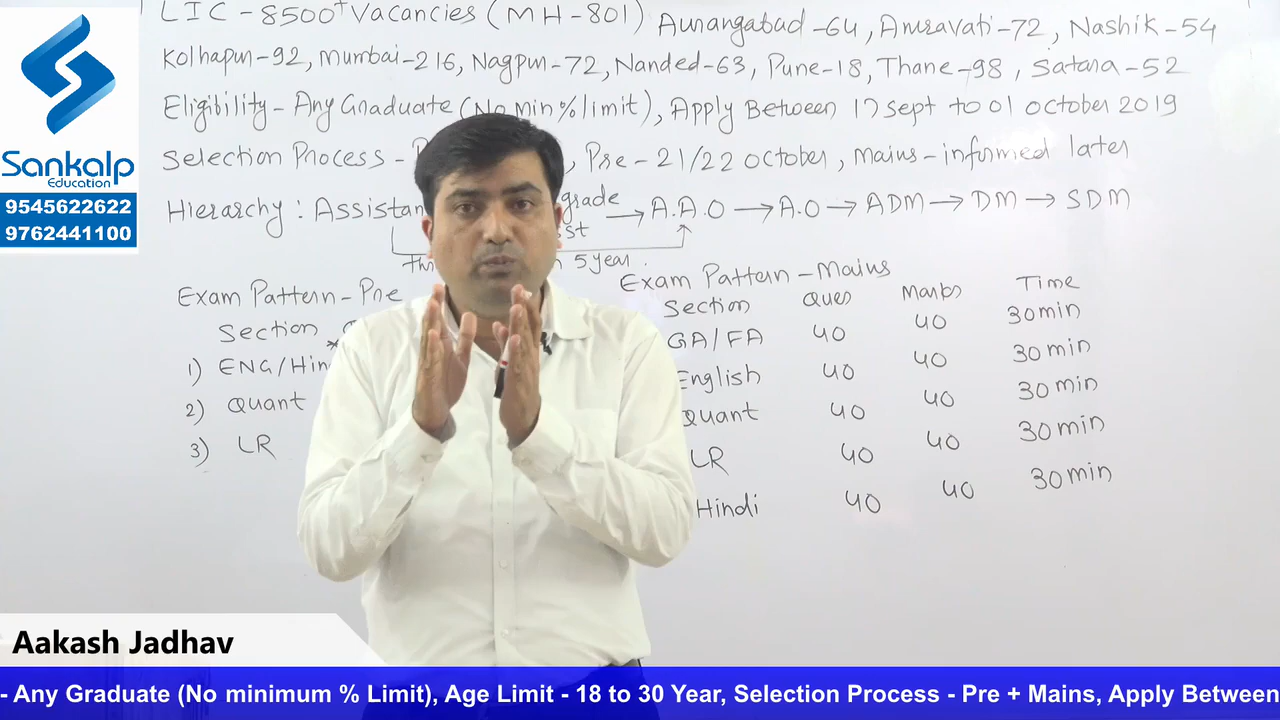 LIC - 8500+ Vacancies (MH-801) Aurangabad-64, Amravati-72, Nashik-54
Kolhapur-92, Mumbai-216, Nagpur-72, Nanded-63, Pune-18, Thane-98, Satara-52
Eligibility - Any Graduate (No Min % limit), Apply Between 17 Sept to 01 October 2019
Selection Process - Pre - 21/22 October, Mains - informed later
Hierarchy: grade → A.A.O → A.O → ADM → DM → SDM
5 year.
Exam Pattern - Pre
Section
1) ENG/Hin
2) Quant
3) LR
Exam Pattern - Mains
Section Ques Marks Time
GA/FA 40 40 30 min
English 40 40 30 min
Quant 40 40 30 min
LR 40 40 30 min
Hindi 40 40 30 min
Sankalp
Education
9545622622
9762441100
Aakash Jadhav
- Any Graduate (No minimum % Limit), Age Limit - 18 to 30 Year, Selection Process - Pre + Mains, Apply Between